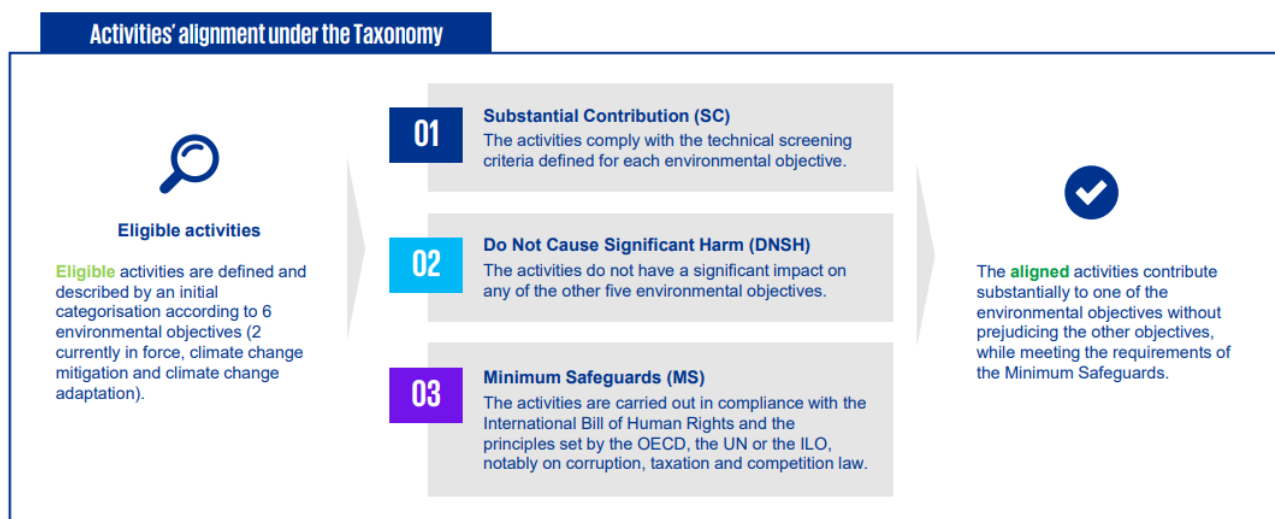 Activities' alignment under the Taxonomy
Eligible activities
Eligible activities are defined and
described by an initial
categorisation according to 6
environmental objectives (2
currently in force, climate change
mitigation and climate change
adaptation).
01
Substantial Contribution (SC)
The activities comply with the technical screening
criteria defined for each environmental objective.
02
Do Not Cause Significant Harm (DNSH)
The activities do not have a significant impact on
any of the other five environmental objectives.
03
Minimum Safeguards (MS)
The activities are carried out in compliance with the
International Bill of Human Rights and the
principles set by the OECD, the UN or the ILO,
notably on corruption, taxation and competition law.
The aligned activities contribute
substantially to one of the
environmental objectives without
prejudicing the other objectives,
while meeting the requirements of
the Minimum Safeguards.